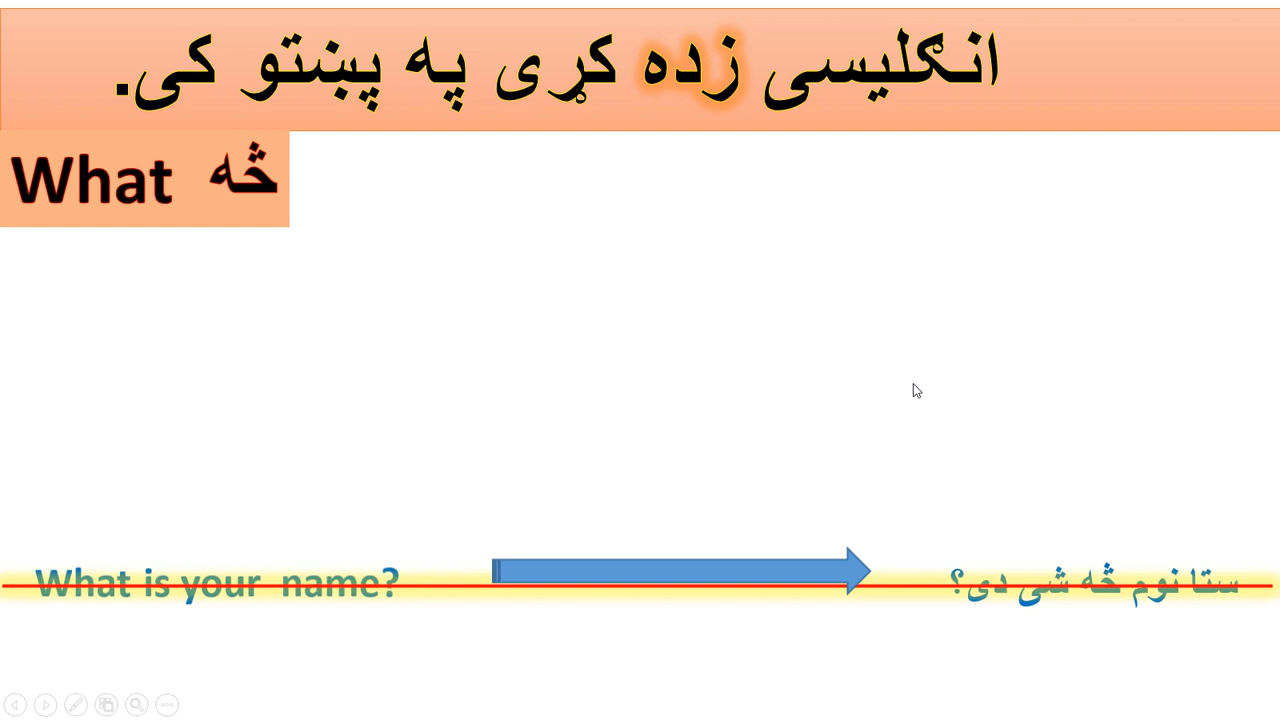 انګلیسی زده کړی په پښتو کی.
What څه
What is your name?
ستا نوم څه شی دی؟